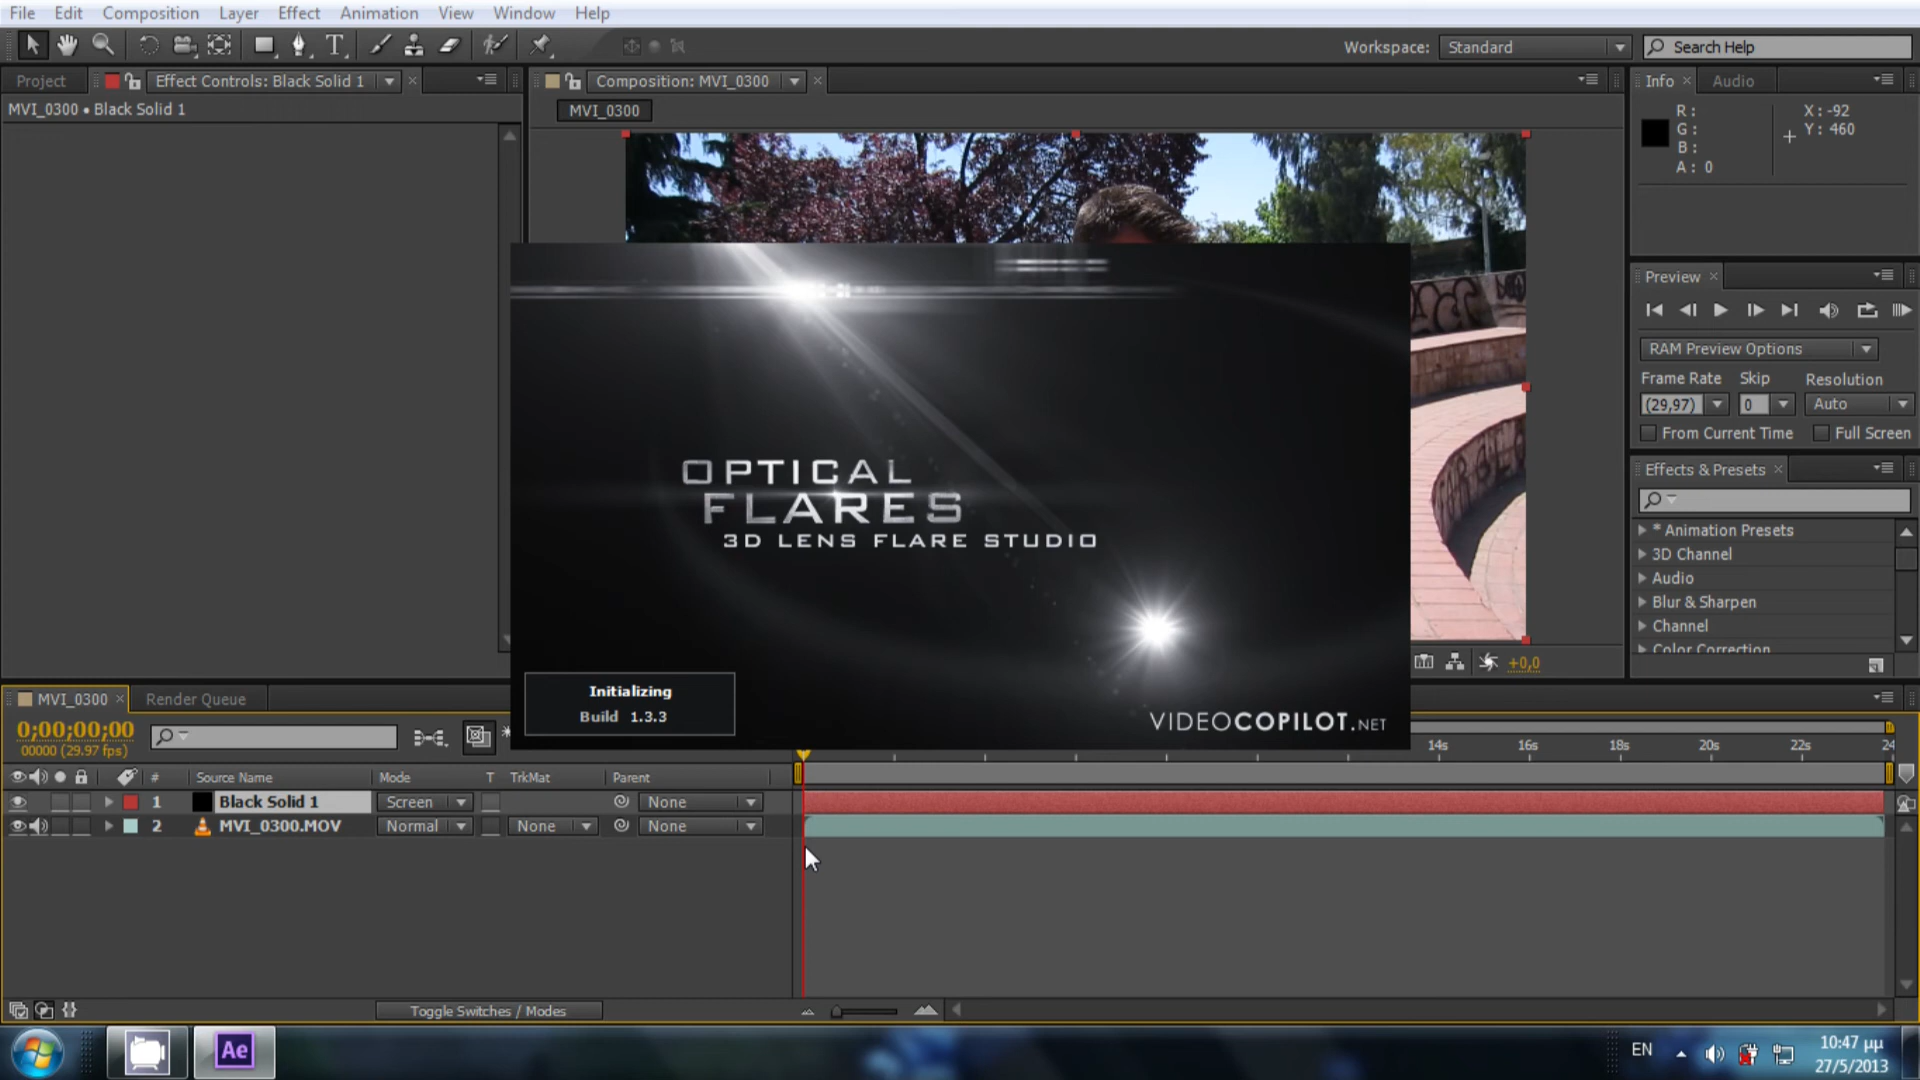 File Edit Composition Layer Effect Animation View Window Help
Workspace: Standard Search Help
Project Effect Controls: Black Solid 1 Composition: MVI_0300 Info Audio
MVI_0300 • Black Solid 1 MVI_0300
R: X: -92
G: Y: 460
B:
A: 0
Preview
RAM Preview Options
Frame Rate Skip Resolution
(29,97) 0 Auto
From Current Time Full Screen
Effects & Presets
* Animation Presets
3D Channel
Audio
Blur & Sharpen
Channel
Color Correction
+0,0
OPTICAL
FLARES
3D LENS FLARE STUDIO
Initializing
Build 1.3.3
VIDEOCOPILOT.NET
MVI_0300 Render Queue
0;00;00;00
00000 (29.97 fps)
14s 16s 18s 20s 22s 24
# Source Name Mode T TrkMat Parent
1 Black Solid 1 Screen None
2 MVI_0300.MOV Normal None None
Toggle Switches / Modes
Ae
EN
10:47 μμ
27/5/2013